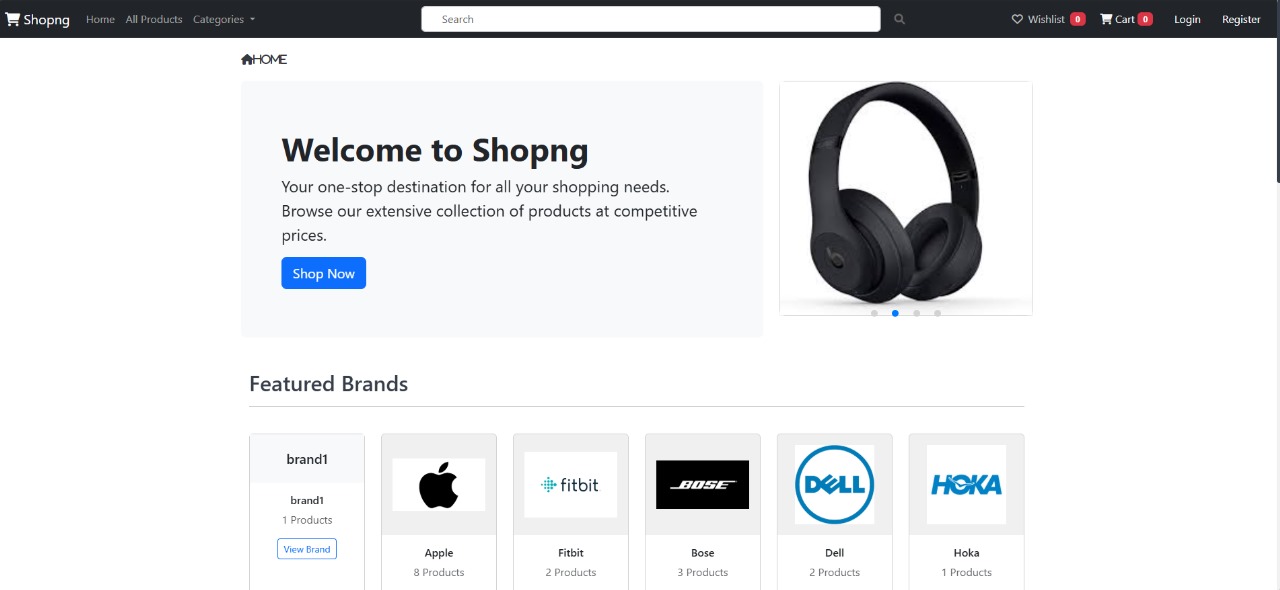 Shopng Home All Products Categories Search Wishlist 0 Cart 0 Login Register
HOME
Welcome to Shopng
Your one-stop destination for all your shopping needs.
Browse our extensive collection of products at competitive
prices.
Shop Now
Featured Brands
brand1
brand1
1 Products
View Brand
fitbit
BOSE
DELL
HOKA
Apple
8 Products
Fitbit
2 Products
Bose
3 Products
Dell
2 Products
Hoka
1 Products